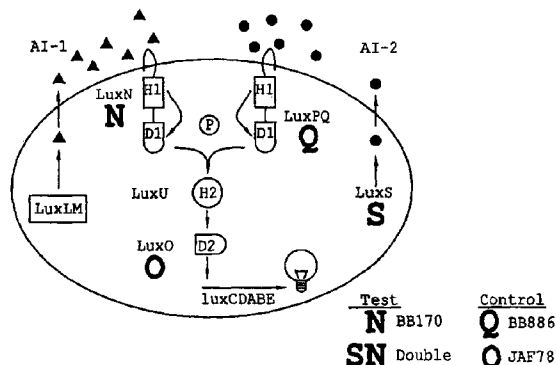 AI-1
AI-2
LuxN
N
H1
H1
D1
P
D1
LuxPQ
Q
LuxLM
LuxU
H2
LuxS
S
LuxO
O
D2
luxCDABE
Test
Control
N BB170
Q BB886
SN Double
O JAF78